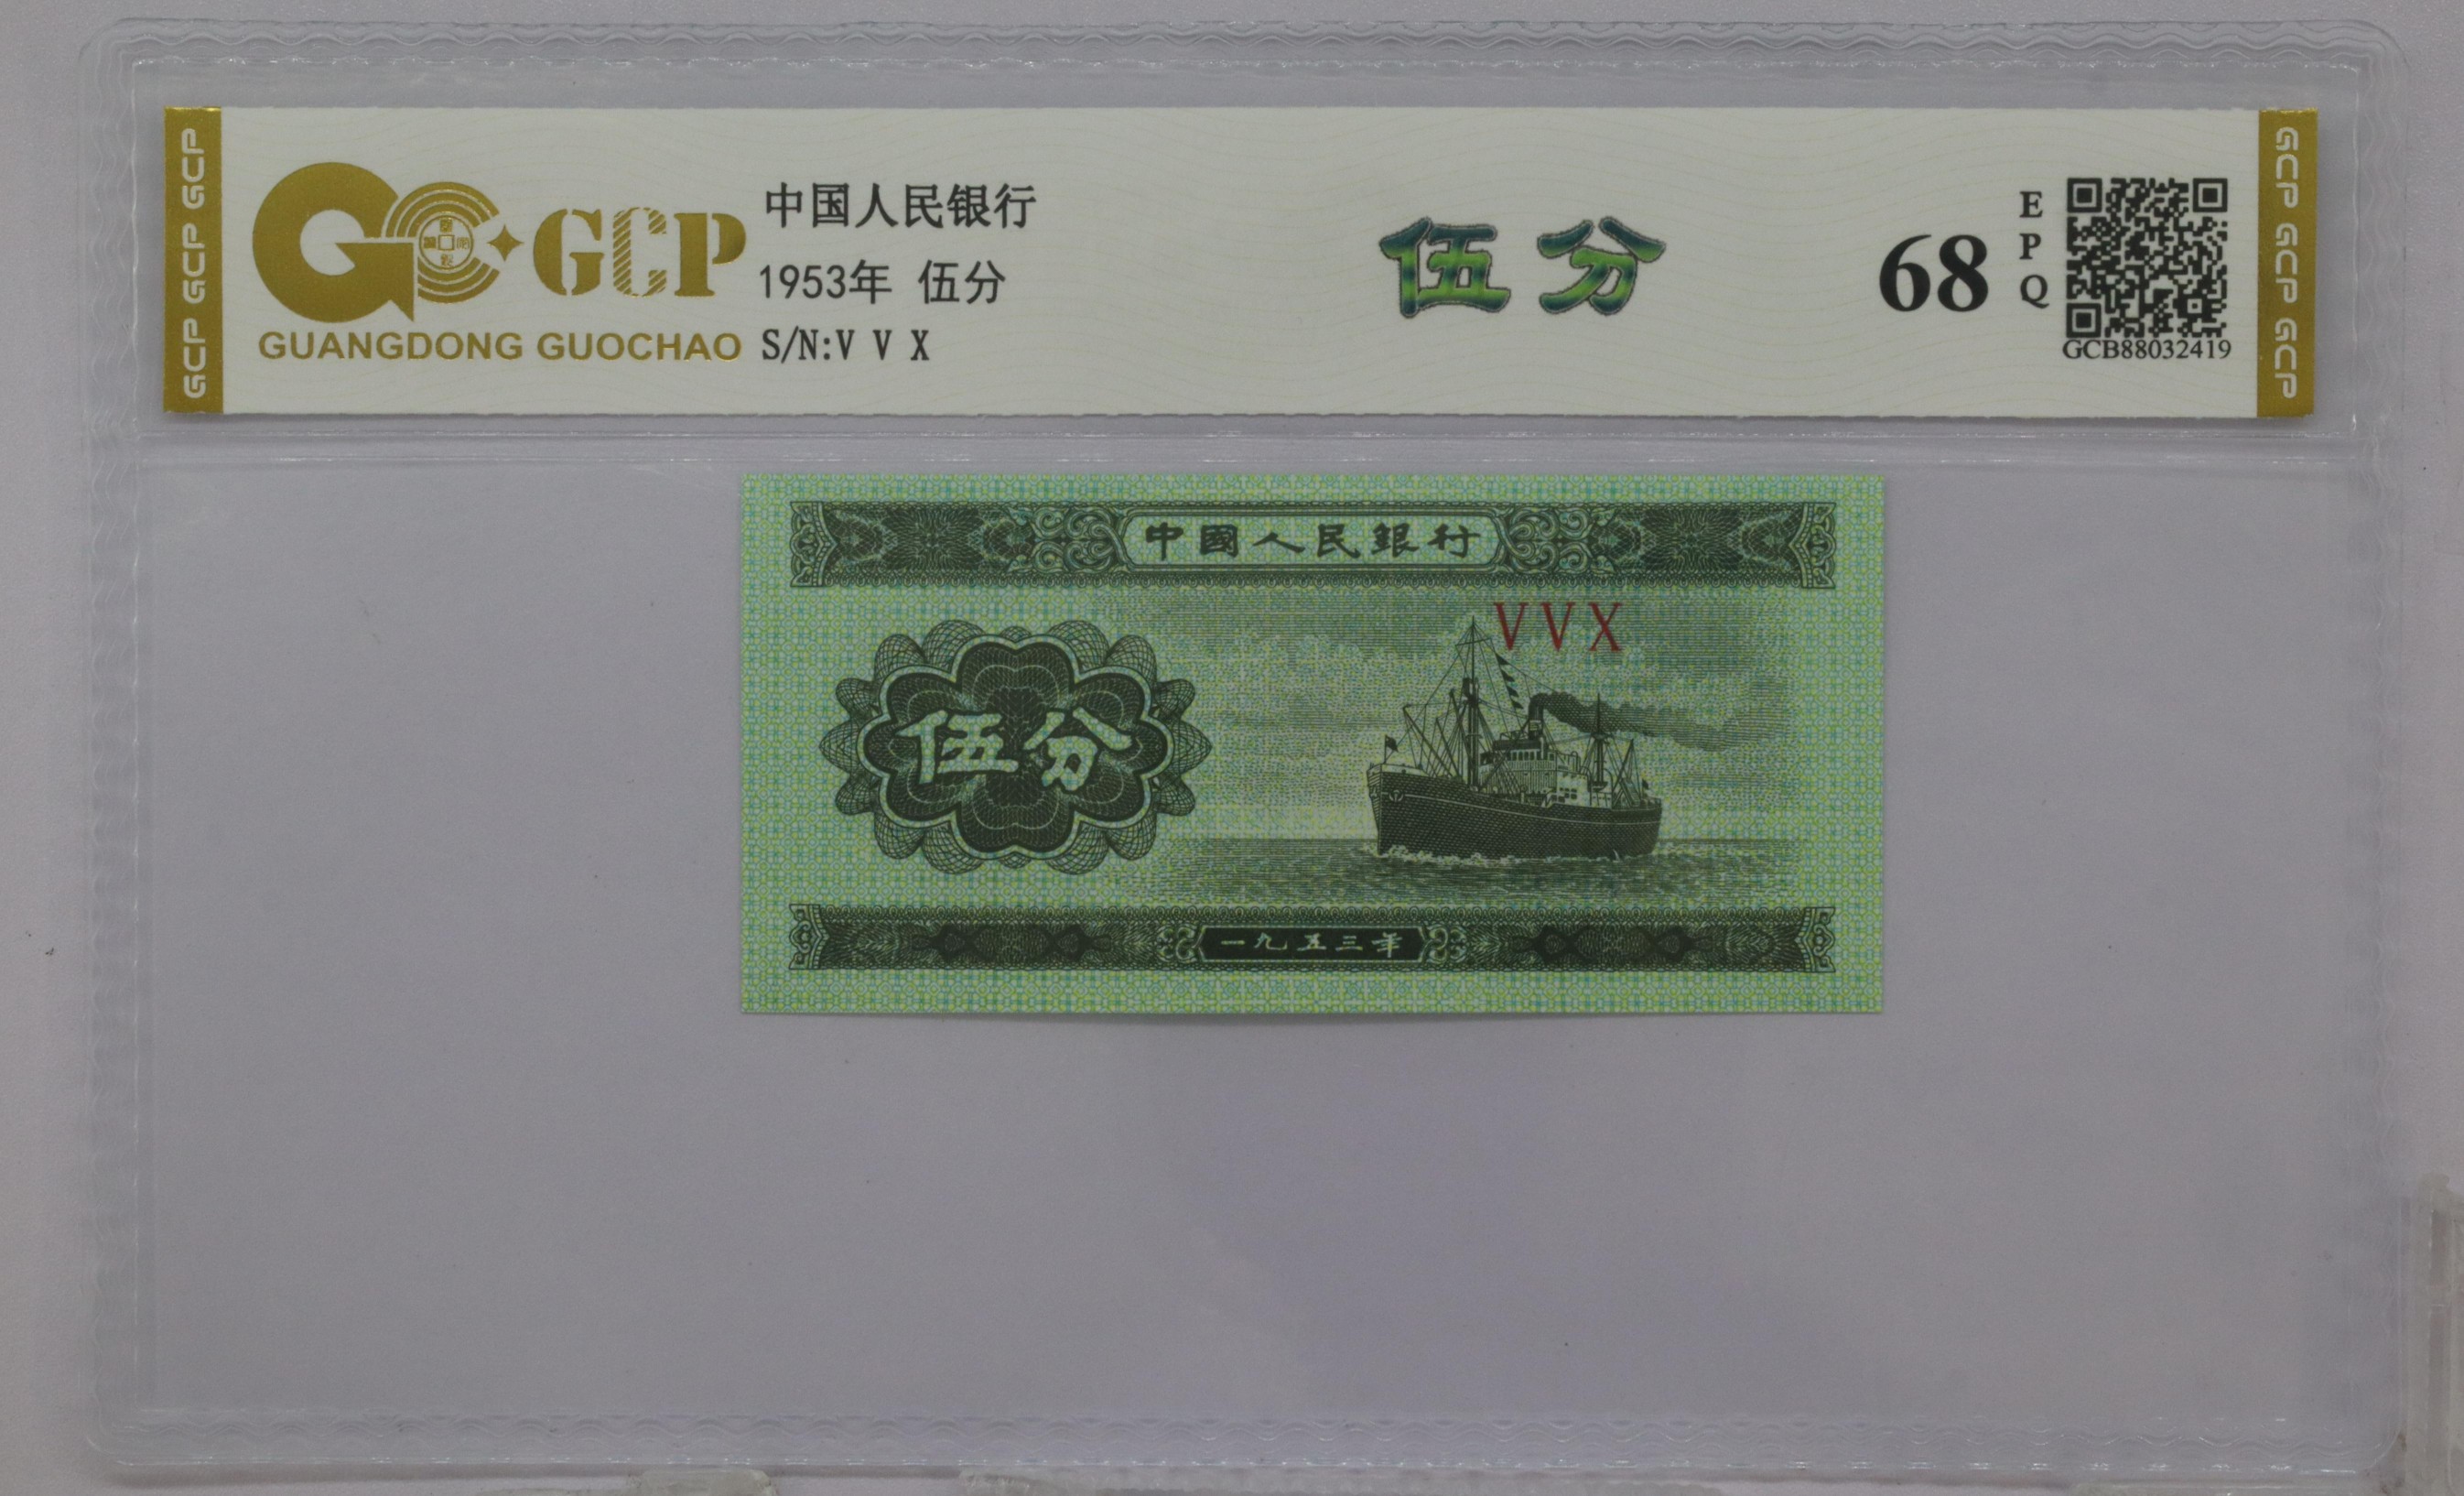 GCP GCP GCP
GCP
GUANGDONG GUOCHAO
中国人民银行
1953年 伍分
S/N:V V X
伍分
68
E
P
Q
GCB88032419
GCP GCP GCP
中國人民銀行
VVX
伍分
一九五三年